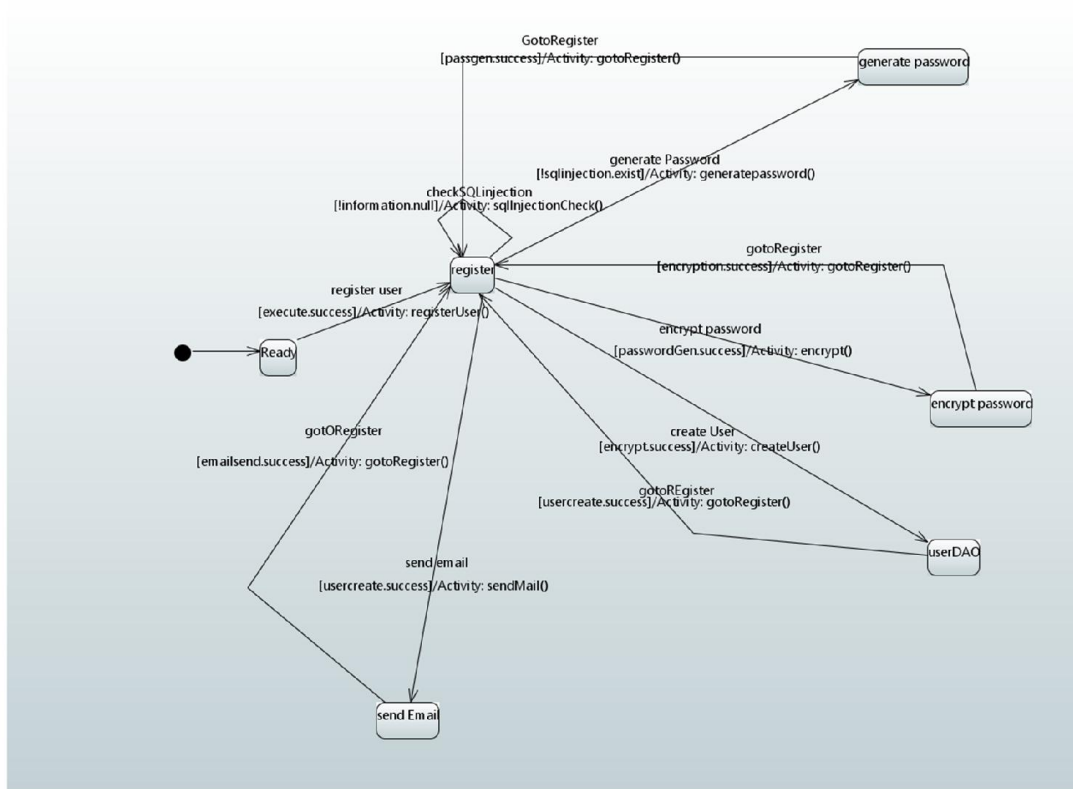 GotoRegister
[passgen.success]/Activity: gotoRegister()
generate password
generate Password
[!sqlinjection.exist]/Activity: generatepassword()
checkSQLinjection
[!information.null]/Activity: sqlInjectionCheck()
gotoRegister
[encryption.success]/Activity: gotoRegister()
register
register user
[execute.success]/Activity: registerUser()
encrypt password
[passwordGen.success]/Activity: encrypt()
Ready
encrypt password
gotORegister
[emailsend.success]/Activity: gotoRegister()
create User
[encrypt.success]/Activity: createUser()
gotoREgister
[usercreate.success]/Activity: gotoRegister()
userDAO
send email
[usercreate.success]/Activity: sendMail()
send Email